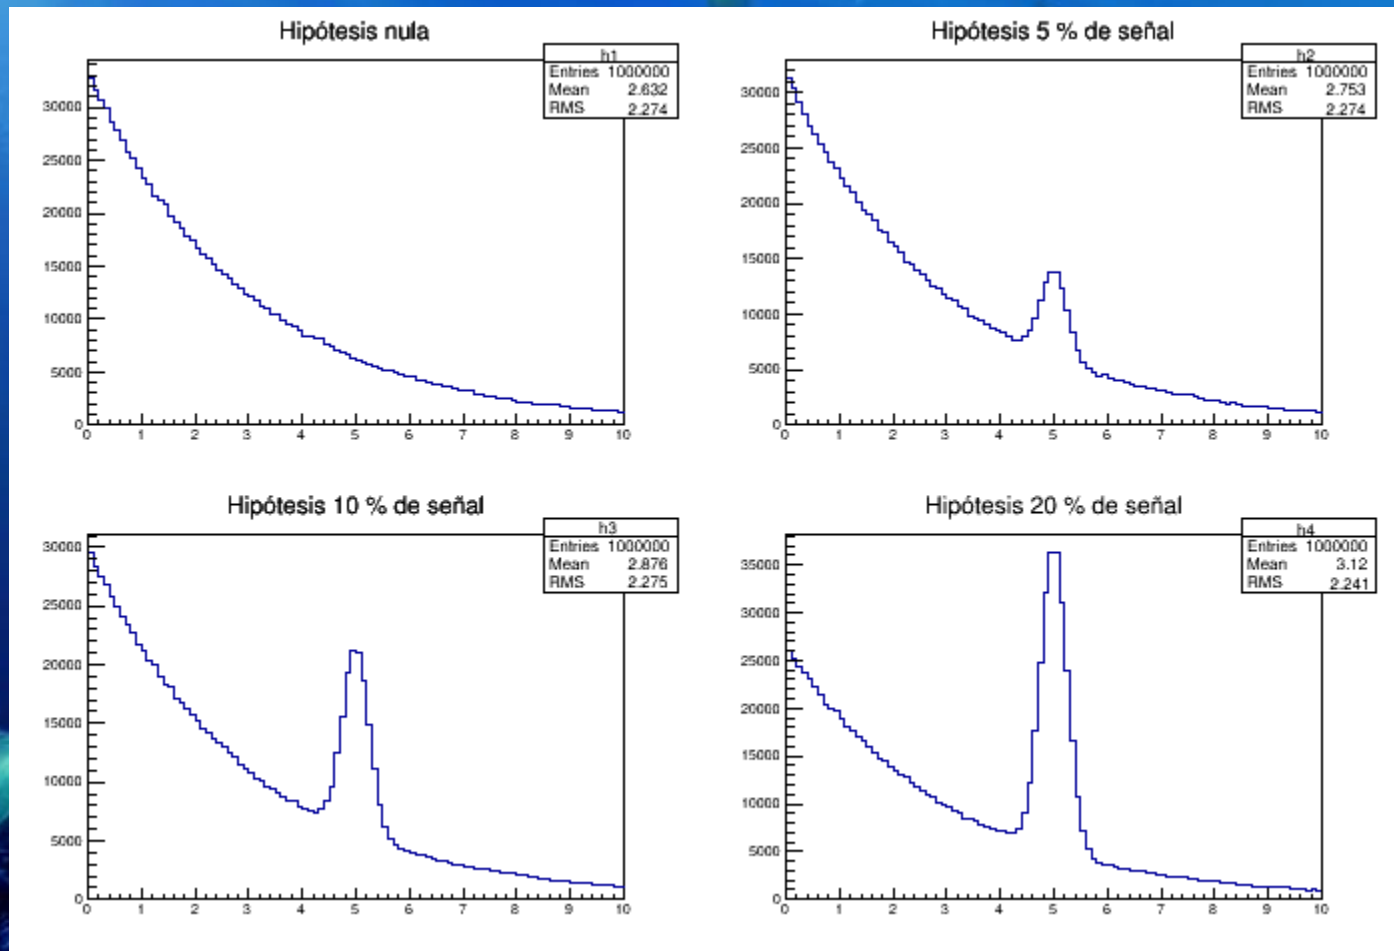 Hipótesis nula
h1
Entries 1000000
Mean 2.632
RMS 2.274
30000
25000
20000
15000
10000
5000
0
0 1 2 3 4 5 6 7 8 9 10
Hipótesis 5 % de señal
h2
Entries 1000000
Mean 2.753
RMS 2.274
30000
25000
20000
15000
10000
5000
0
0 1 2 3 4 5 6 7 8 9 10
Hipótesis 10 % de señal
h3
Entries 1000000
Mean 2.876
RMS 2.275
30000
25000
20000
15000
10000
5000
0
0 1 2 3 4 5 6 7 8 9 10
Hipótesis 20 % de señal
h4
Entries 1000000
Mean 3.12
RMS 2.241
35000
30000
25000
20000
15000
10000
5000
0
0 1 2 3 4 5 6 7 8 9 10